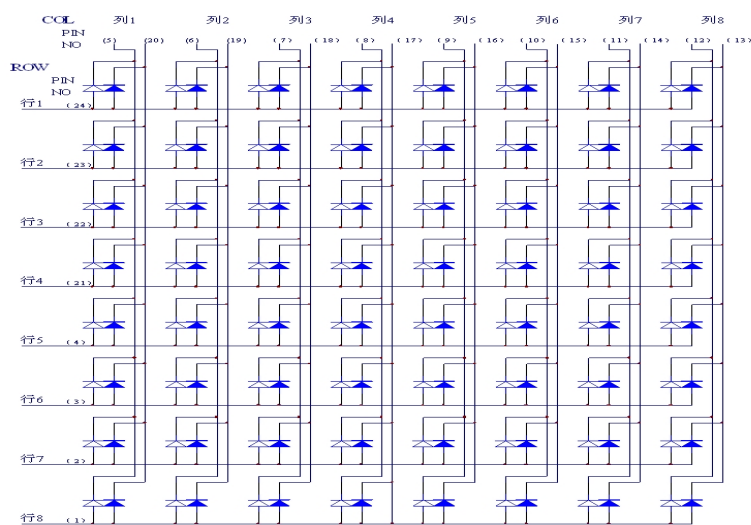 COL 列1 列2 列3 列4 列5 列6 列7 列8
PIN
NO (5) (20) (6) (19) (7) (18) (8) (17) (9) (16) (10) (15) (11) (14) (12) (13)
ROW
PIN
NO
行1 (24)
行2 (23)
行3 (22)
行4 (21)
行5 (4)
行6 (3)
行7 (2)
行8 (1)